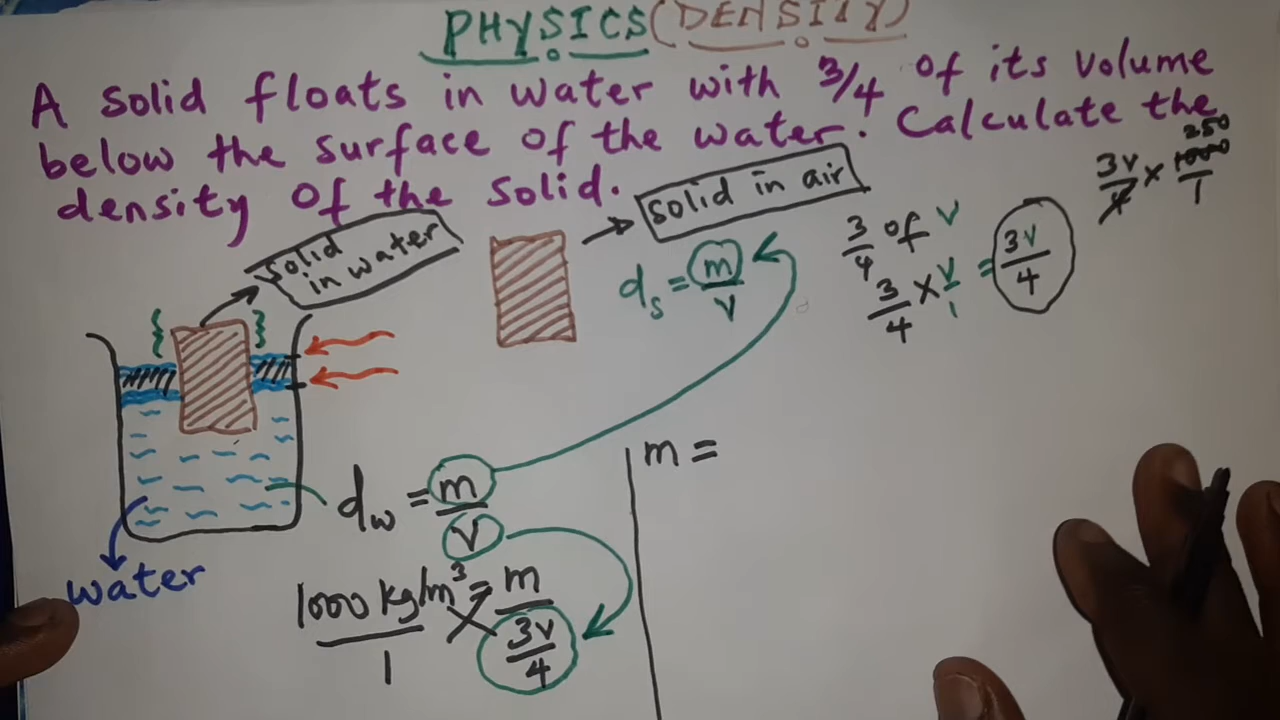 PHYSICS (DENSITY)
A solid floats in water with 3/4 of its volume
below the surface of the water. Calculate the
density of the solid.
solid in air
solid
in water
ds = m/V
3/4 of V
3/4 × V/1 = 3V/4
3V/4 × 1000/1
250
dw = m/V
1000 kg/m³ = m
1
3V/4
water
m =